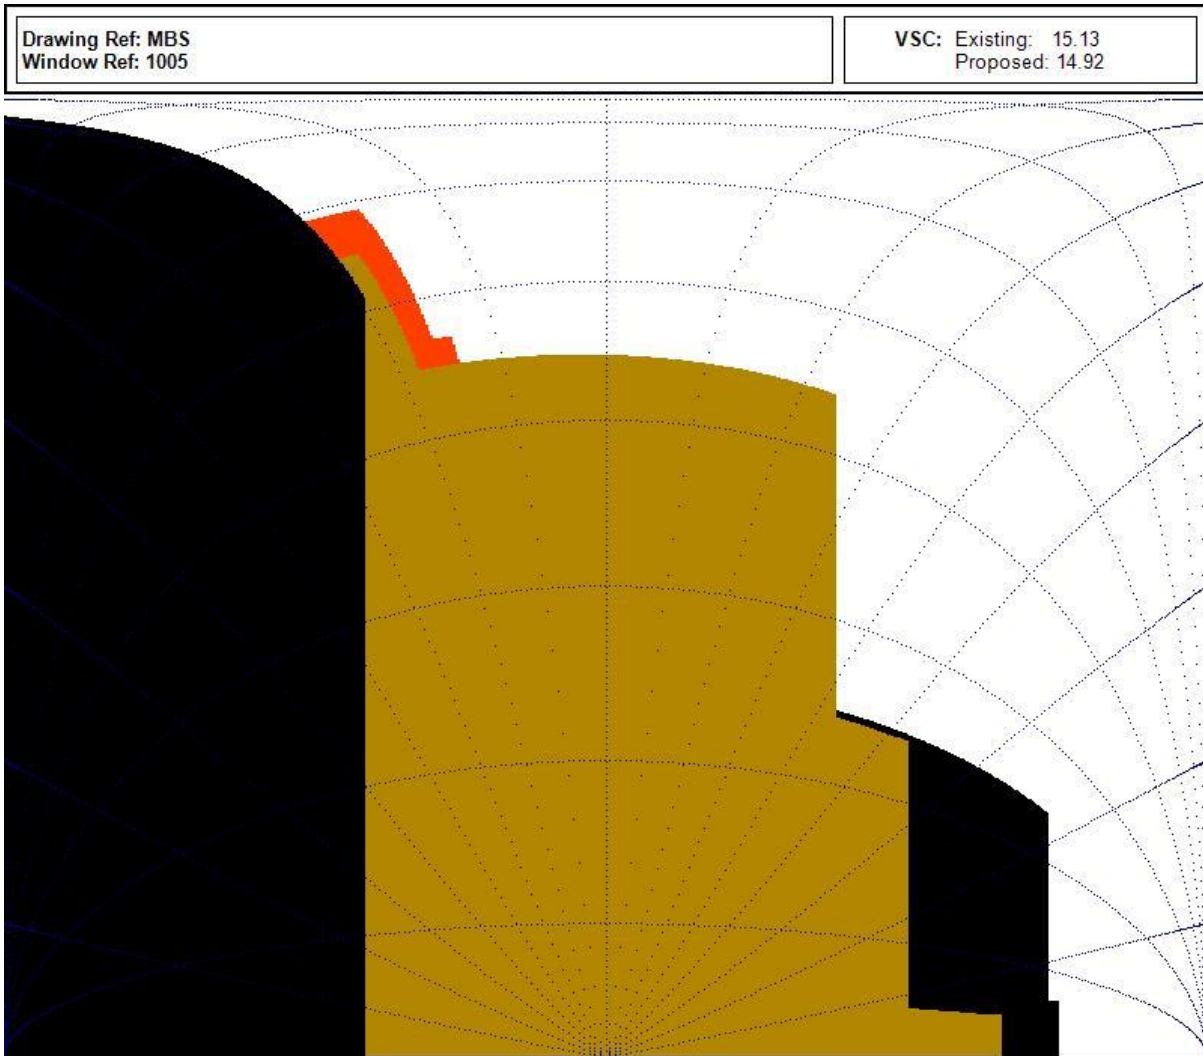 Drawing Ref: MBS
Window Ref: 1005
VSC: Existing: 15.13
Proposed: 14.92